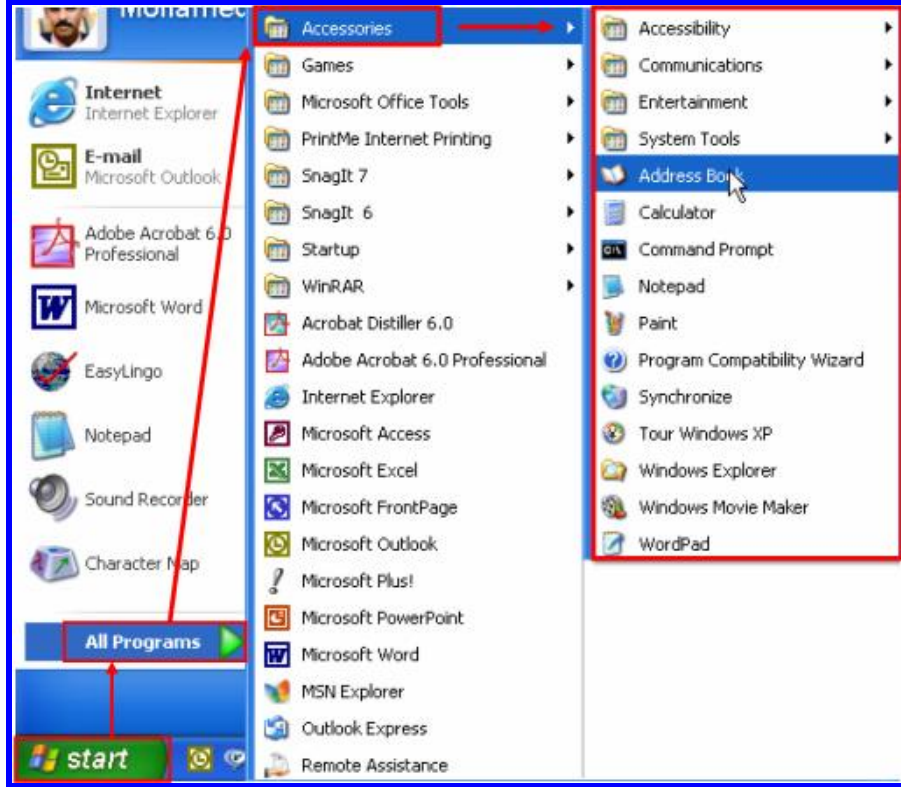 Mohamed
Internet
Internet Explorer
E-mail
Microsoft Outlook
Adobe Acrobat 6.0
Professional
Microsoft Word
EasyLingo
Notepad
Sound Recorder
Character Map
All Programs
start
Accessories
Games
Microsoft Office Tools
PrintMe Internet Printing
SnagIt 7
SnagIt 6
Startup
WinRAR
Acrobat Distiller 6.0
Adobe Acrobat 6.0 Professional
Internet Explorer
Microsoft Access
Microsoft Excel
Microsoft FrontPage
Microsoft Outlook
Microsoft Plus!
Microsoft PowerPoint
Microsoft Word
MSN Explorer
Outlook Express
Remote Assistance
Accessibility
Communications
Entertainment
System Tools
Address Book
Calculator
Command Prompt
Notepad
Paint
Program Compatibility Wizard
Synchronize
Tour Windows XP
Windows Explorer
Windows Movie Maker
WordPad